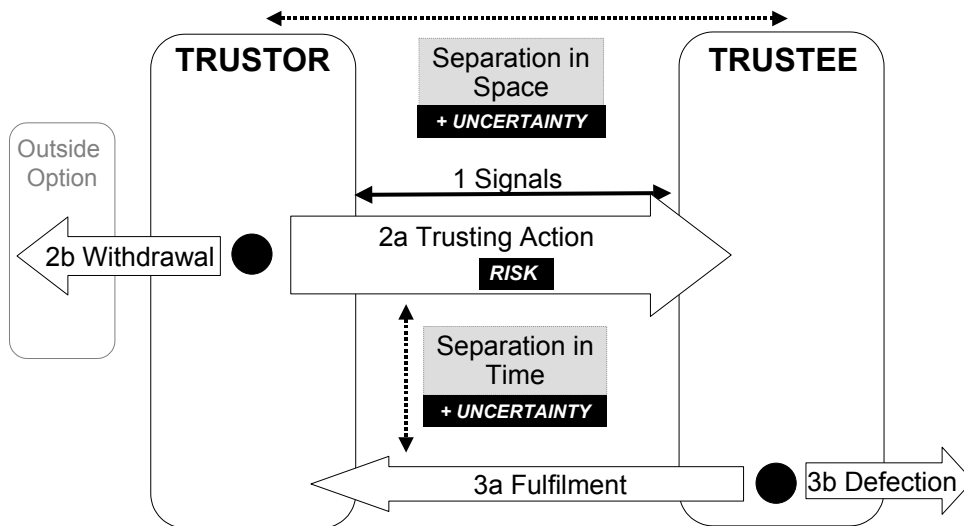 TRUSTOR
TRUSTEE
Separation in
Space
+ UNCERTAINTY
Outside
Option
1 Signals
2a Trusting Action
2b Withdrawal
RISK
Separation in
Time
+ UNCERTAINTY
3a Fulfilment
3b Defection